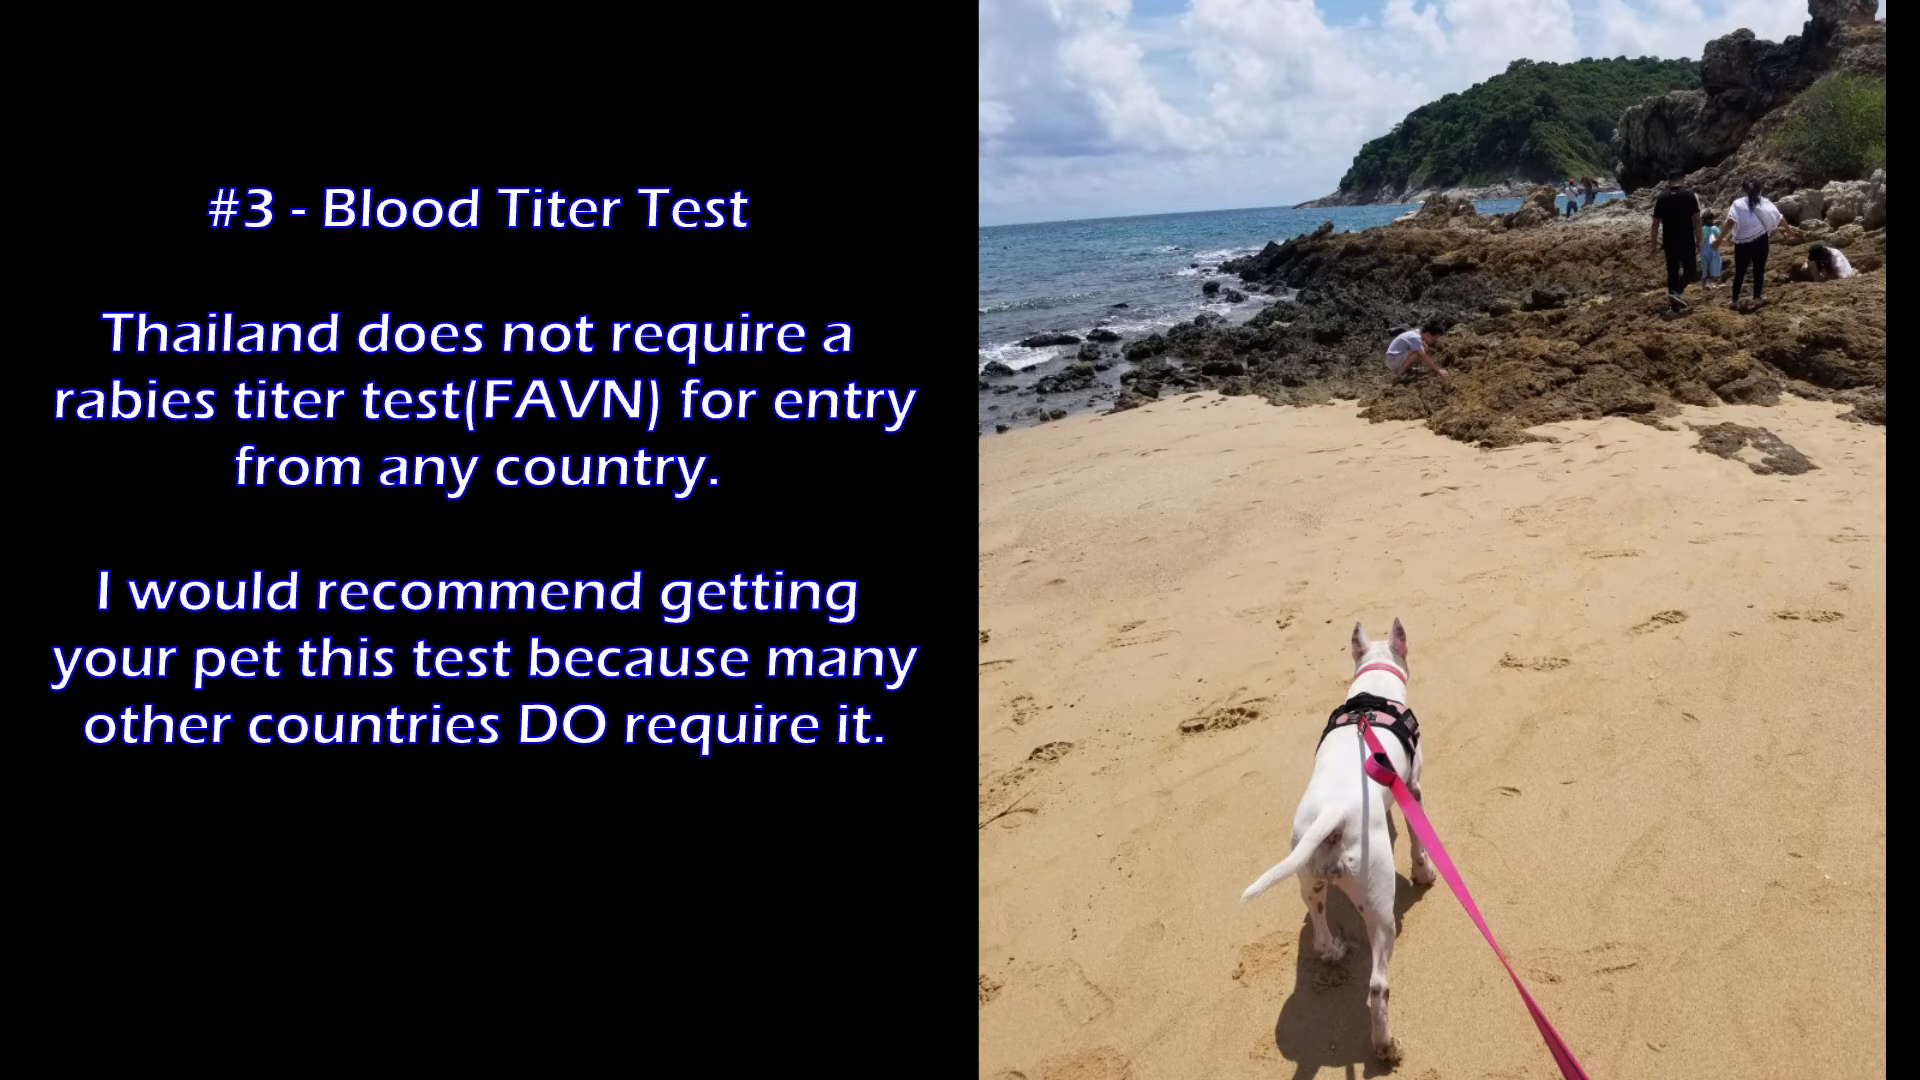 #3 - Blood Titer Test
Thailand does not require a
rabies titer test(FAVN) for entry
from any country.
I would recommend getting
your pet this test because many
other countries DO require it.